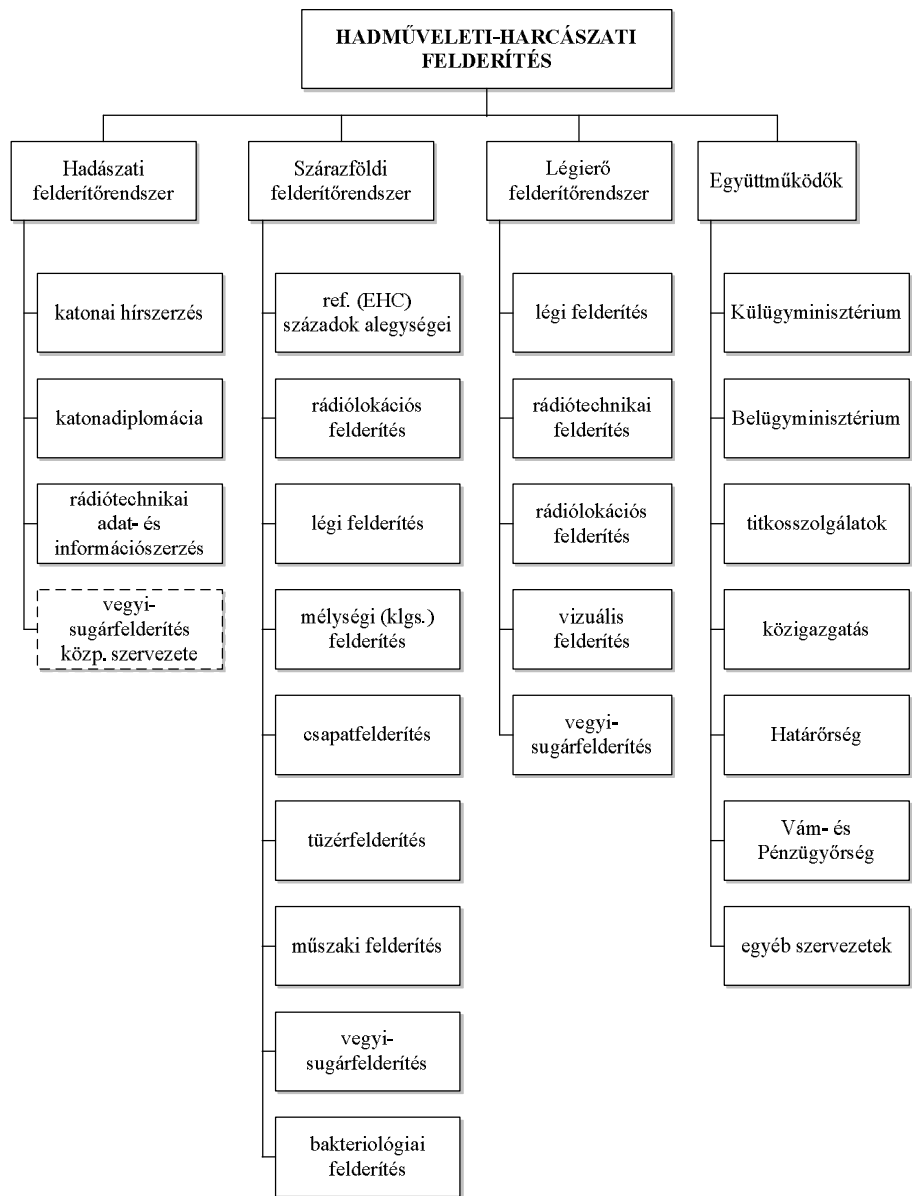 HADMŰVELETI-HARCÁSZATI
FELDERÍTÉS
Hadászati
felderítőrendszer
katonai hírszerzés
katonadiplomácia
rádiótechnikai
adat- és
információszerzés
vegyi-
sugárfelderítés
közp. szervezete
Szárazföldi
felderítőrendszer
ref. (EHC)
századok alegységei
rádiólokációs
felderítés
légi felderítés
mélységi (klgs.)
felderítés
csapatfelderítés
tüzérfelderítés
műszaki felderítés
vegyi-
sugárfelderítés
bakteriológiai
felderítés
Légierő
felderítőrendszer
légi felderítés
rádiótechnikai
felderítés
rádiólokációs
felderítés
vizuális
felderítés
vegyi-
sugárfelderítés
Együttműködők
Külügyminisztérium
Belügyminisztérium
titkosszolgálatok
közigazgatás
Határőrség
Vám- és
Pénzügyőrség
egyéb szervezetek